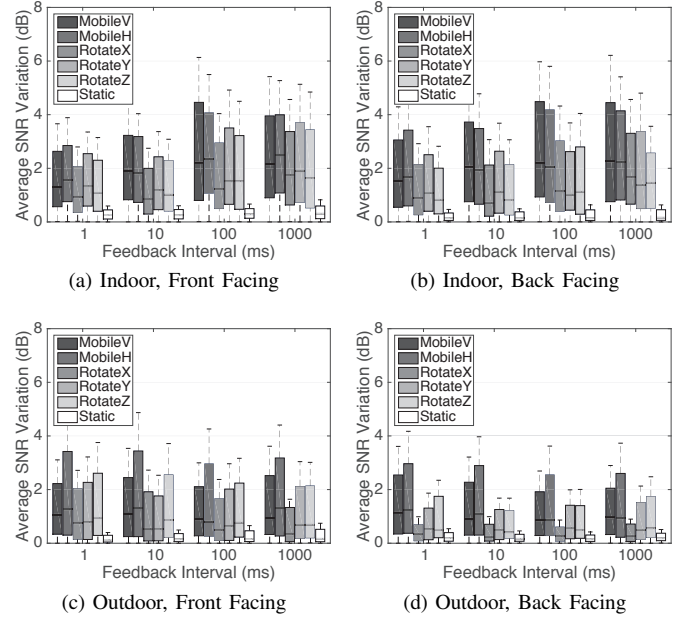 Average SNR Variation (dB)
8
6
4
2
0
MobileV
MobileH
RotateX
RotateY
RotateZ
Static
1 10 100 1000
Feedback Interval (ms)
(a) Indoor, Front Facing
Average SNR Variation (dB)
8
6
4
2
0
MobileV
MobileH
RotateX
RotateY
RotateZ
Static
1 10 100 1000
Feedback Interval (ms)
(b) Indoor, Back Facing
Average SNR Variation (dB)
8
6
4
2
0
MobileV
MobileH
RotateX
RotateY
RotateZ
Static
1 10 100 1000
Feedback Interval (ms)
(c) Outdoor, Front Facing
Average SNR Variation (dB)
8
6
4
2
0
MobileV
MobileH
RotateX
RotateY
RotateZ
Static
1 10 100 1000
Feedback Interval (ms)
(d) Outdoor, Back Facing